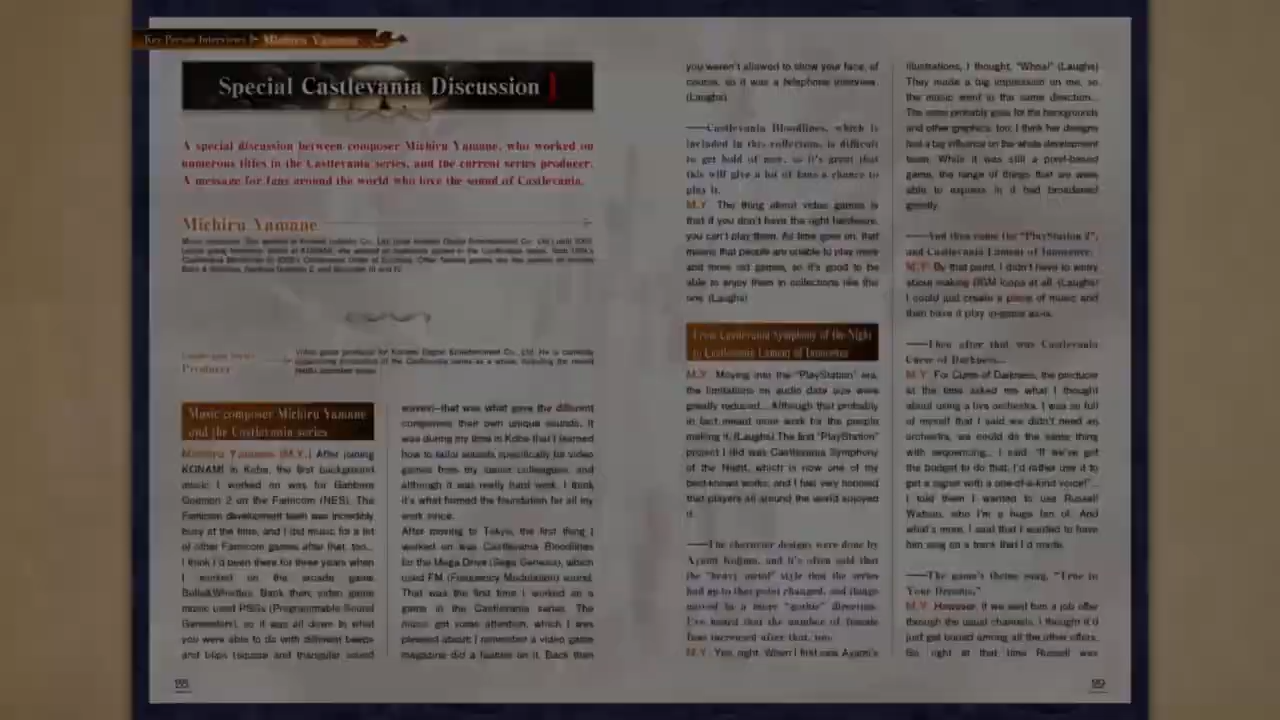 Key Person Interviews Michiru Yamane
Special Castlevania Discussion
A special discussion between composer Michiru Yamane, who worked on
numerous titles in the Castlevania series, and the current series producer.
A message for fans around the world who love the sound of Castlevania.
Michiru Yamane
Producer
Video game producer for Konami Digital Entertainment Co., Ltd. He is currently
Music composer Michiru Yamane
and the Castlevania series
Michiru Yamane (M.Y.) After joining
KONAMI in Kobe, the first background
music I worked on was for Ganbare
Goemon 2 on the Famicom (NES). The
Famicom development team was incredibly
busy at the time, and I did music for a lot
of other Famicom games after that, too...
I think I'd been there for three years when
I worked on the arcade game
Bells&Whistles. Back then, video game
music used PSGs (Programmable Sound
Generators), so it was all down to what
you were able to do with different beeps
and blips (square and triangular sound
waves)—that was what gave the different
companies their own unique sounds. It
was during my time in Kobe that I learned
how to tailor sounds specifically for video
games from my senior colleagues, and
although it was really hard work, I think
it's what formed the foundation for all my
work since.
After moving to Tokyo, the first thing I
worked on was Castlevania Bloodlines
for the Mega Drive (Sega Genesis), which
used FM (Frequency Modulation) sound.
That was the first time I worked on a
game in the Castlevania series. The
music got some attention, which I was
pleased about; I remember a video game
magazine did a feature on it. Back then
88
you weren't allowed to show your face, of
course, so it was a telephone interview.
(Laughs)
——Castlevania Bloodlines, which is
included in this collection, is difficult
to get hold of now, so it's great that
this will give a lot of fans a chance to
play it.
M.Y. The thing about video games is
that if you don't have the right hardware,
you can't play them. As time goes on, that
means that people are unable to play more
and more old games, so it's good to be
able to enjoy them in collections like this
one. (Laughs)
From Castlevania Symphony of the Night
to Castlevania Lament of Innocence
M.Y. Moving into the "PlayStation" era,
the limitations on audio data size were
greatly reduced... Although that probably
in fact meant more work for the people
making it. (Laughs) The first "PlayStation"
project I did was Castlevania Symphony
of the Night, which is now one of my
best-known works, and I feel very honored
that players all around the world enjoyed
it.
——The character designs were done by
Ayami Kojima, and it's often said that
the "heavy metal" style that the series
had up to that point changed, and things
moved in a more "gothic" direction.
I've heard that the number of female
fans increased after that, too.
M.Y. Yes, right. When I first saw Ayami's
illustrations, I thought, "Whoa!" (Laughs)
They made a big impression on me, so
the music went in the same direction...
The same probably goes for the backgrounds
and other graphics, too; I think her designs
had a big influence on the whole development
team. While it was still a pixel-based
game, the range of things that we were
able to express in it had broadened
greatly.
——And then came the "PlayStation 2",
and Castlevania Lament of Innocence.
M.Y. By that point, I didn't have to worry
about making BGM loops at all. (Laughs)
I could just create a piece of music and
then have it play in-game as-is.
——Then after that was Castlevania
Curse of Darkness...
M.Y. For Curse of Darkness, the producer
at the time asked me what I thought
about using a live orchestra. I was so full
of myself that I said we didn't need an
orchestra, we could do the same thing
with sequencing... I said, "If we've got
the budget to do that, I'd rather use it to
get a singer with a one-of-a-kind voice!"...
I told them I wanted to use Russell
Watson, who I'm a huge fan of. And
what's more, I said that I wanted to have
him sing on a track that I'd made.
——The game's theme song, "True to
Your Dreams,"
M.Y. However, if we sent him a job offer
through the usual channels, I thought it'd
just get buried among all the other offers.
So, right at that time Russell was
89